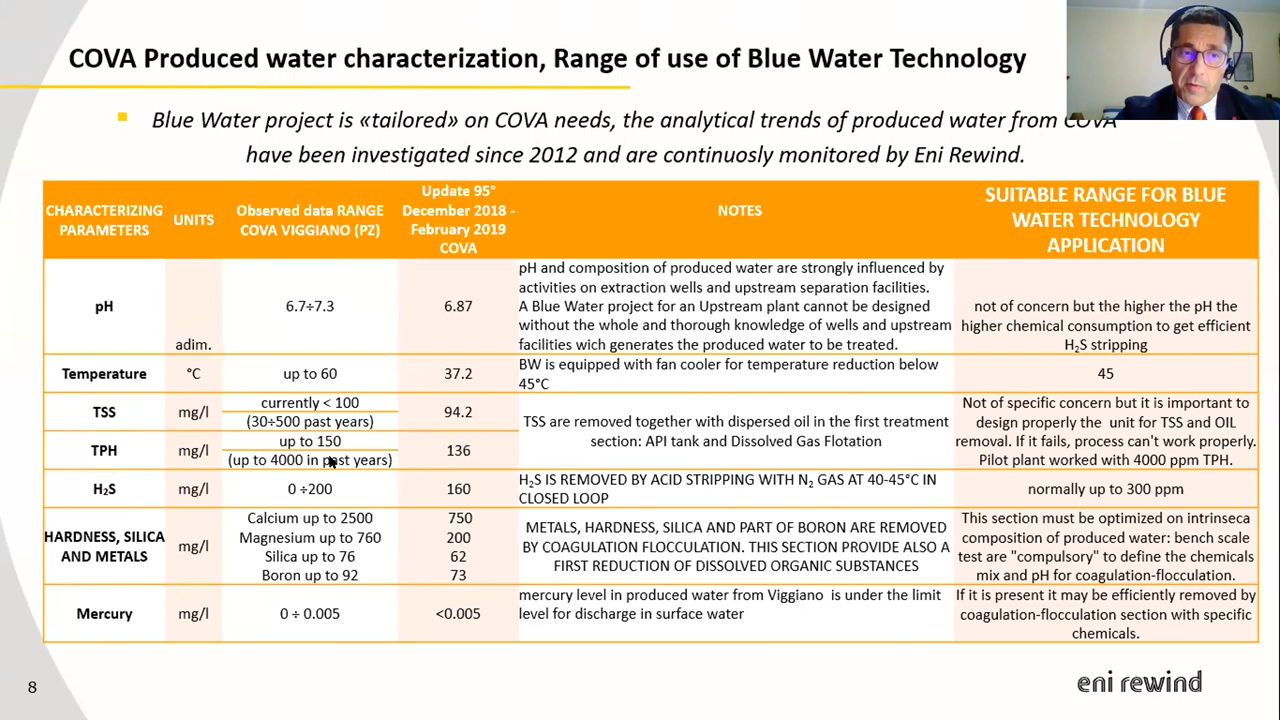 COVA Produced water characterization, Range of use of Blue Water Technology
Blue Water project is «tailored» on COVA needs, the analytical trends of produced water from COVA
have been investigated since 2012 and are continuosly monitored by Eni Rewind.
CHARACTERIZING
PARAMETERS
UNITS
Observed data RANGE
COVA VIGGIANO (PZ)
Update 95°
December 2018 -
February 2019
COVA
NOTES
SUITABLE RANGE FOR BLUE
WATER TECHNOLOGY
APPLICATION
pH
adim.
6.7÷7.3
6.87
pH and composition of produced water are strongly influenced by
activities on extraction wells and upstream separation facilities.
A Blue Water project for an Upstream plant cannot be designed
without the whole and thorough knowledge of wells and upstream
facilities wich generates the produced water to be treated.
not of concern but the higher the pH the
higher chemical consumption to get efficient
H₂S stripping
Temperature
°C
up to 60
37.2
BW is equipped with fan cooler for temperature reduction below
45°C
45
TSS
mg/l
currently < 100
(30÷500 past years)
94.2
TSS are removed together with dispersed oil in the first treatment
section: API tank and Dissolved Gas Flotation
Not of specific concern but it is important to
design properly the unit for TSS and OIL
removal. If it fails, process can't work properly.
Pilot plant worked with 4000 ppm TPH.
TPH
mg/l
up to 150
(up to 4000 in past years)
136
H₂S
mg/l
0 ÷200
160
H₂S IS REMOVED BY ACID STRIPPING WITH N₂ GAS AT 40-45°C IN
CLOSED LOOP
normally up to 300 ppm
HARDNESS, SILICA
AND METALS
mg/l
Calcium up to 2500
Magnesium up to 760
Silica up to 76
Boron up to 92
750
200
62
73
METALS, HARDNESS, SILICA AND PART OF BORON ARE REMOVED
BY COAGULATION FLOCCULATION. THIS SECTION PROVIDE ALSO A
FIRST REDUCTION OF DISSOLVED ORGANIC SUBSTANCES
This section must be optimized on intrinseca
composition of produced water: bench scale
test are "compulsory" to define the chemicals
mix and pH for coagulation-flocculation.
Mercury
mg/l
0 ÷ 0.005
<0.005
mercury level in produced water from Viggiano is under the limit
level for discharge in surface water
If it is present it may be efficiently removed by
coagulation-flocculation section with specific
chemicals.
8
eni rewind